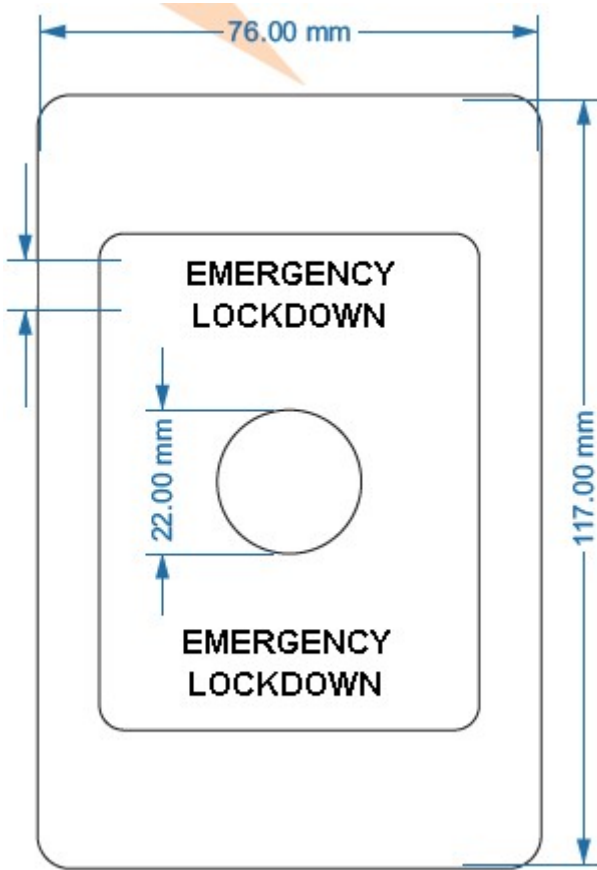 76.00 mm
EMERGENCY
LOCKDOWN
22.00 mm
117.00 mm
EMERGENCY
LOCKDOWN